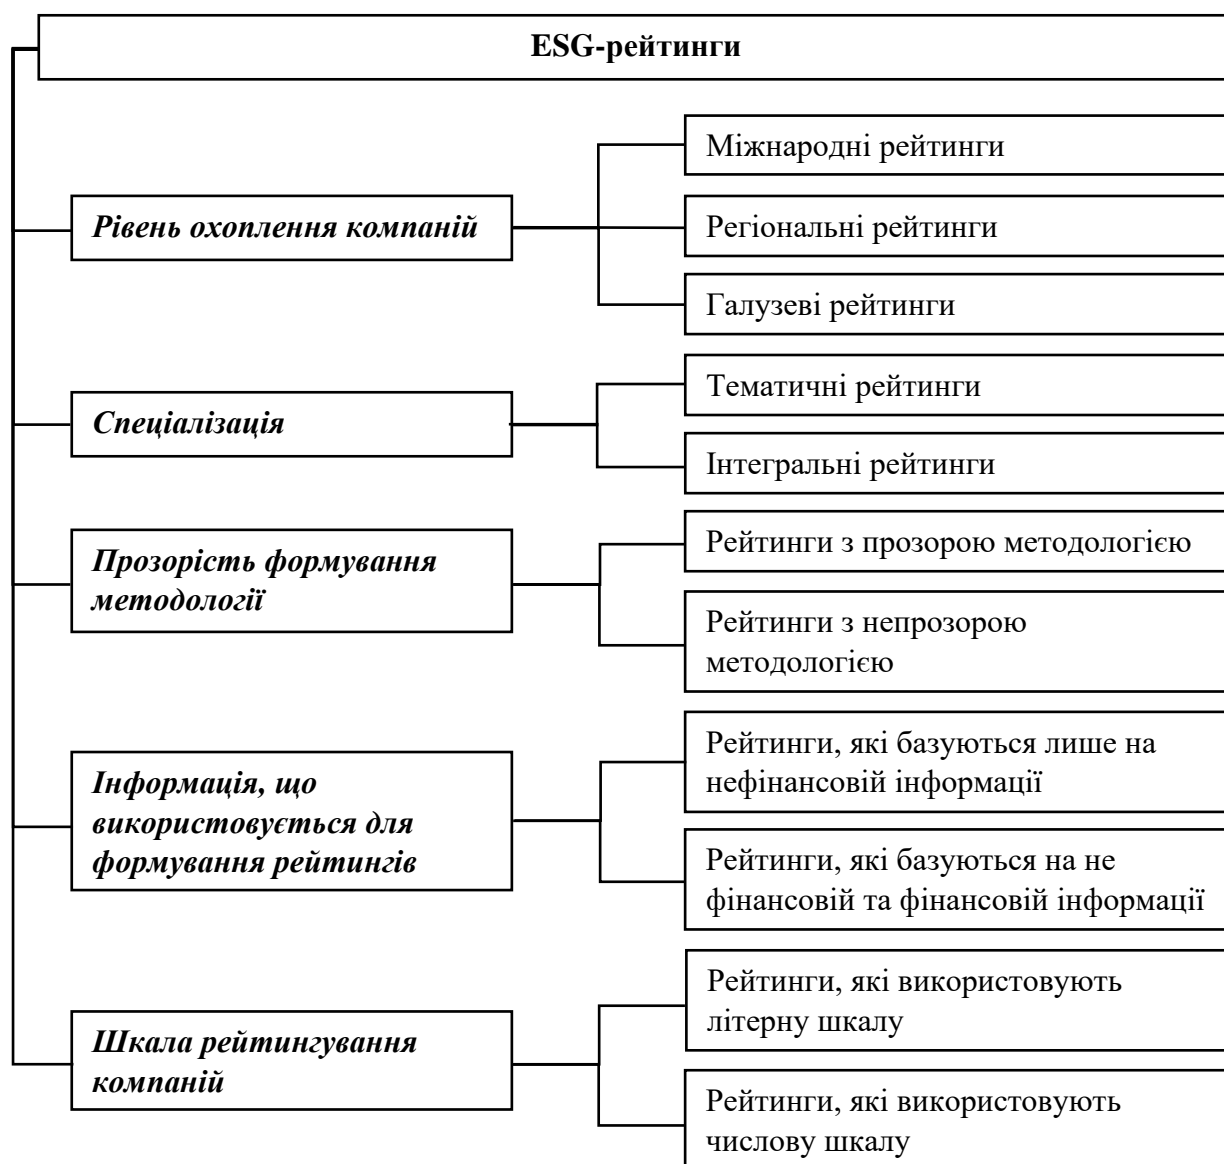 ESG-рейтинги
Рівень охоплення компаній
Міжнародні рейтинги
Регіональні рейтинги
Галузеві рейтинги
Спеціалізація
Тематичні рейтинги
Інтегральні рейтинги
Прозорість формування
методології
Рейтинги з прозорою методологією
Рейтинги з непрозорою
методологією
Інформація, що
використовується для
формування рейтингів
Рейтинги, які базуються лише на
нефінансовій інформації
Рейтинги, які базуються на не
фінансовій та фінансовій інформації
Шкала рейтингування
компаній
Рейтинги, які використовують
літерну шкалу
Рейтинги, які використовують
числову шкалу